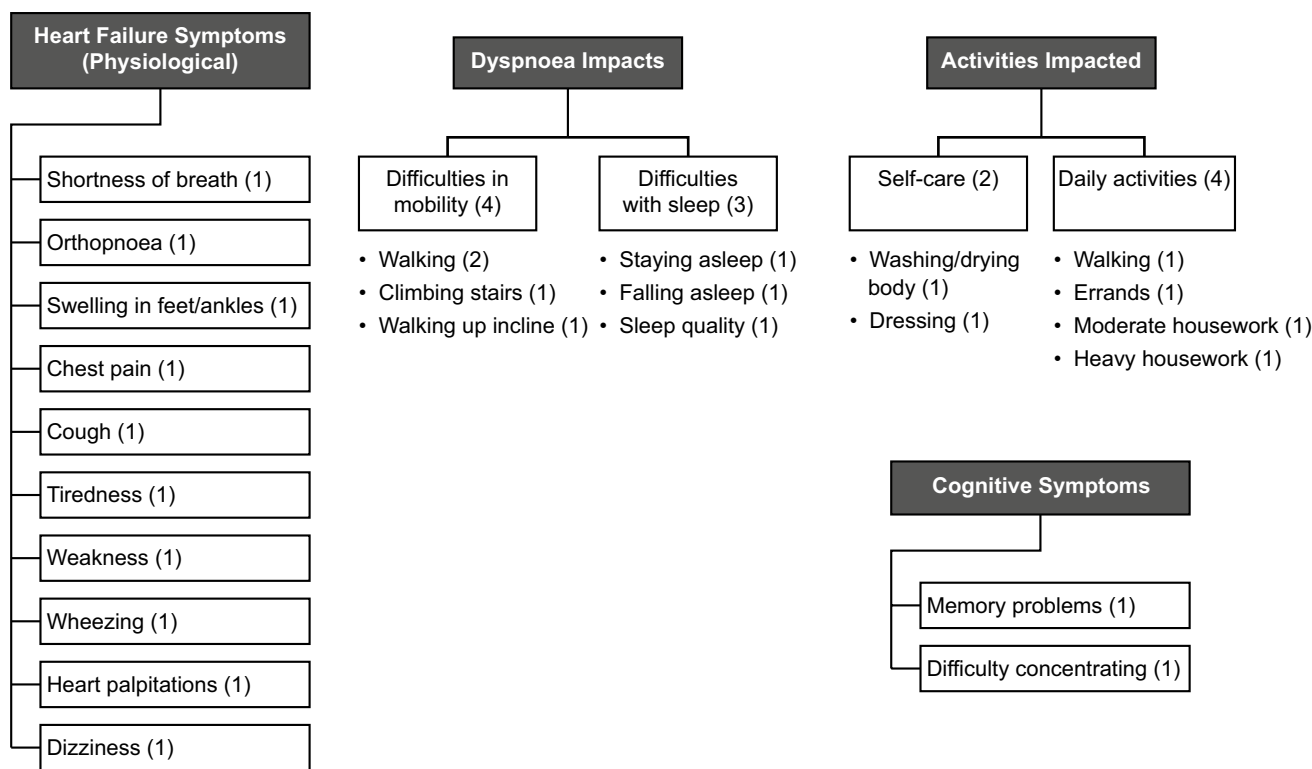 Heart Failure Symptoms
(Physiological)
Shortness of breath (1)
Orthopnoea (1)
Swelling in feet/ankles (1)
Chest pain (1)
Cough (1)
Tiredness (1)
Weakness (1)
Wheezing (1)
Heart palpitations (1)
Dizziness (1)
Dyspnoea Impacts
Difficulties in
mobility (4)
• Walking (2)
• Climbing stairs (1)
• Walking up incline (1)
Difficulties
with sleep (3)
• Staying asleep (1)
• Falling asleep (1)
• Sleep quality (1)
Activities Impacted
Self-care (2)
• Washing/drying
body (1)
• Dressing (1)
Daily activities (4)
• Walking (1)
• Errands (1)
• Moderate housework (1)
• Heavy housework (1)
Cognitive Symptoms
Memory problems (1)
Difficulty concentrating (1)